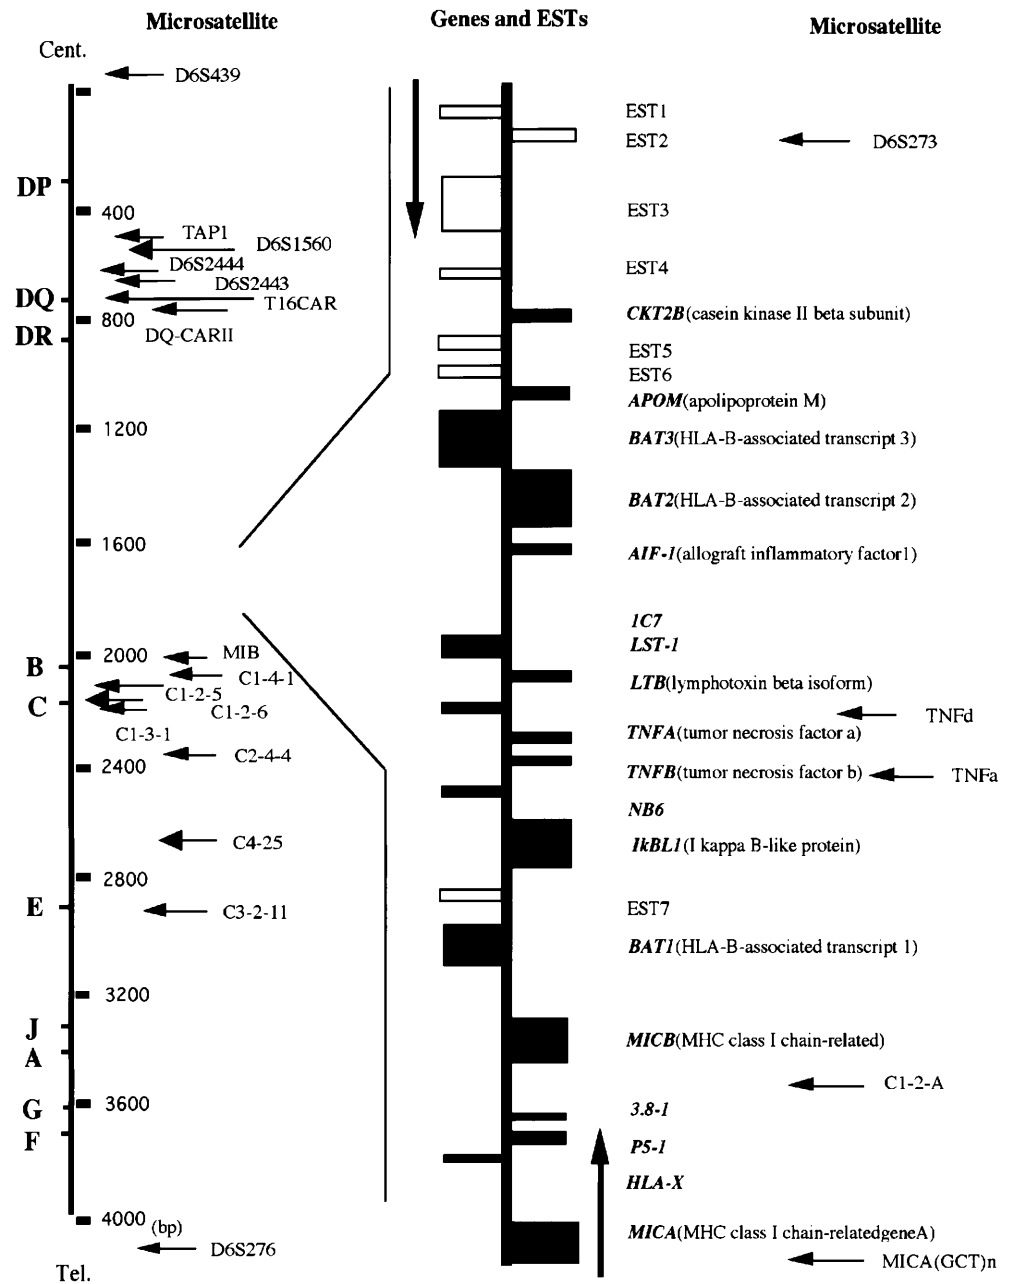 Microsatellite
Genes and ESTs
Microsatellite
Cent.
D6S439
DP
400
TAP1
D6S1560
D6S2444
D6S2443
DQ
T16CAR
800
DR
DQ-CARII
1200
1600
2000
MIB
B
C1-4-1
C1-2-5
C
C1-2-6
C1-3-1
C2-4-4
2400
C4-25
2800
E
C3-2-11
3200
J
A
3600
G
F
4000
(bp)
D6S276
Tel.
EST1
EST2
D6S273
EST3
EST4
CKT2B(casein kinase II beta subunit)
EST5
EST6
APOM(apolipoprotein M)
BAT3(HLA-B-associated transcript 3)
BAT2(HLA-B-associated transcript 2)
AIF-1(allograft inflammatory factor1)
1C7
LST-1
LTB(lymphotoxin beta isoform)
TNFd
TNFA(tumor necrosis factor a)
TNFB(tumor necrosis factor b)
TNFa
NB6
IkBL1(I kappa B-like protein)
EST7
BAT1(HLA-B-associated transcript 1)
MICB(MHC class I chain-related)
C1-2-A
3.8-1
P5-1
HLA-X
MICA(MHC class I chain-relatedgeneA)
MICA(GCT)n